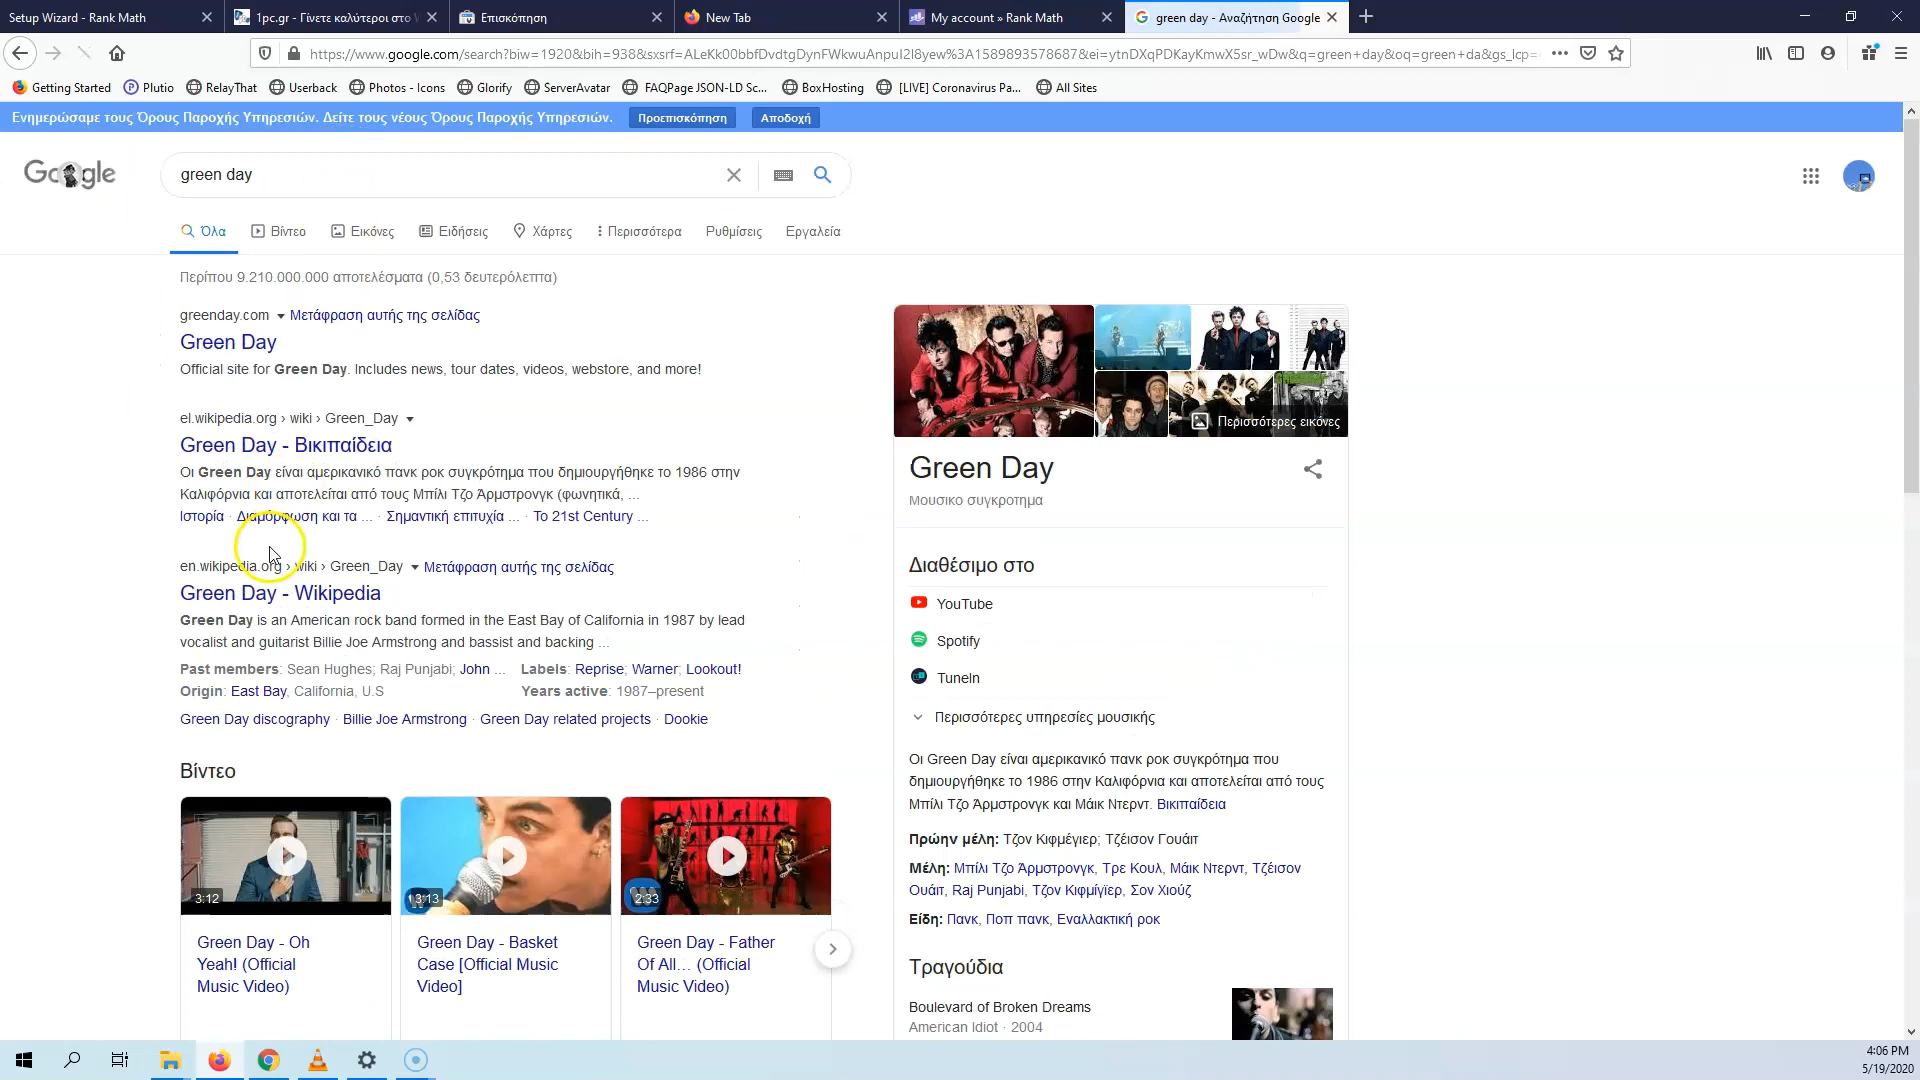 Setup Wizard - Rank Math
1pc.gr - Γίνετε καλύτεροι στο
Επισκόπηση
New Tab
My account » Rank Math
green day - Αναζήτηση Google
https://www.google.com/search?biw=1920&bih=938&sxsrf=ALeKk00bbfDvdtgDynFWkwuAnpuI2I8yew%3A1589893578687&ei=ytnDXqPDKayKmwX5sr_wDw&q=green+day&oq=green+da&gs_lcp=
Getting Started Plutio RelayThat Userback Photos - Icons Glorify ServerAvatar FAQPage JSON-LD Sc... BoxHosting [LIVE] Coronavirus Pa... All Sites
Ενημερώσαμε τους Όρους Παροχής Υπηρεσιών. Δείτε τους νέους Όρους Παροχής Υπηρεσιών. Προεπισκόπηση Αποδοχή
Google
green day
Όλα Βίντεο Εικόνες Ειδήσεις Χάρτες Περισσότερα Ρυθμίσεις Εργαλεία
Περίπου 9.210.000.000 αποτελέσματα (0,53 δευτερόλεπτα)
greenday.com Μετάφραση αυτής της σελίδας
Green Day
Official site for Green Day. Includes news, tour dates, videos, webstore, and more!
el.wikipedia.org › wiki › Green_Day
Green Day - Βικιπαίδεια
Οι Green Day είναι αμερικανικό πανκ ροκ συγκρότημα που δημιουργήθηκε το 1986 στην
Καλιφόρνια και αποτελείται από τους Μπίλι Τζο Άρμστρονγκ (φωνητικά, ...
Ιστορία · Διαμόρφωση και τα ... · Σημαντική επιτυχία ... · To 21st Century ...
en.wikipedia.org › wiki › Green_Day Μετάφραση αυτής της σελίδας
Green Day - Wikipedia
Green Day is an American rock band formed in the East Bay of California in 1987 by lead
vocalist and guitarist Billie Joe Armstrong and bassist and backing ...
Past members: Sean Hughes; Raj Punjabi; John ... Labels: Reprise; Warner; Lookout!
Origin: East Bay, California, U.S Years active: 1987–present
Green Day discography · Billie Joe Armstrong · Green Day related projects · Dookie
Βίντεο
3:12
3:13
2:33
Green Day - Oh
Yeah! (Official
Music Video)
Green Day - Basket
Case [Official Music
Video]
Green Day - Father
Of All… (Official
Music Video)
Περισσότερες εικόνες
Green Day
Μουσικο συγκροτημα
Διαθέσιμο στο
YouTube
Spotify
TuneIn
Περισσότερες υπηρεσίες μουσικής
Οι Green Day είναι αμερικανικό πανκ ροκ συγκρότημα που
δημιουργήθηκε το 1986 στην Καλιφόρνια και αποτελείται από τους
Μπίλι Τζο Άρμστρονγκ και Μάικ Ντερντ. Βικιπαίδεια
Πρώην μέλη: Τζον Κιφμέγιερ; Τζέισον Γουάιτ
Μέλη: Μπίλι Τζο Άρμστρονγκ, Τρε Κουλ, Μάικ Ντερντ, Τζέισον
Ουάιτ, Raj Punjabi, Τζον Κιφμίγίερ, Σον Χιούζ
Είδη: Πανκ, Ποπ πανκ, Εναλλακτική ροκ
Τραγούδια
Boulevard of Broken Dreams
American Idiot · 2004
4:06 PM
5/19/2020